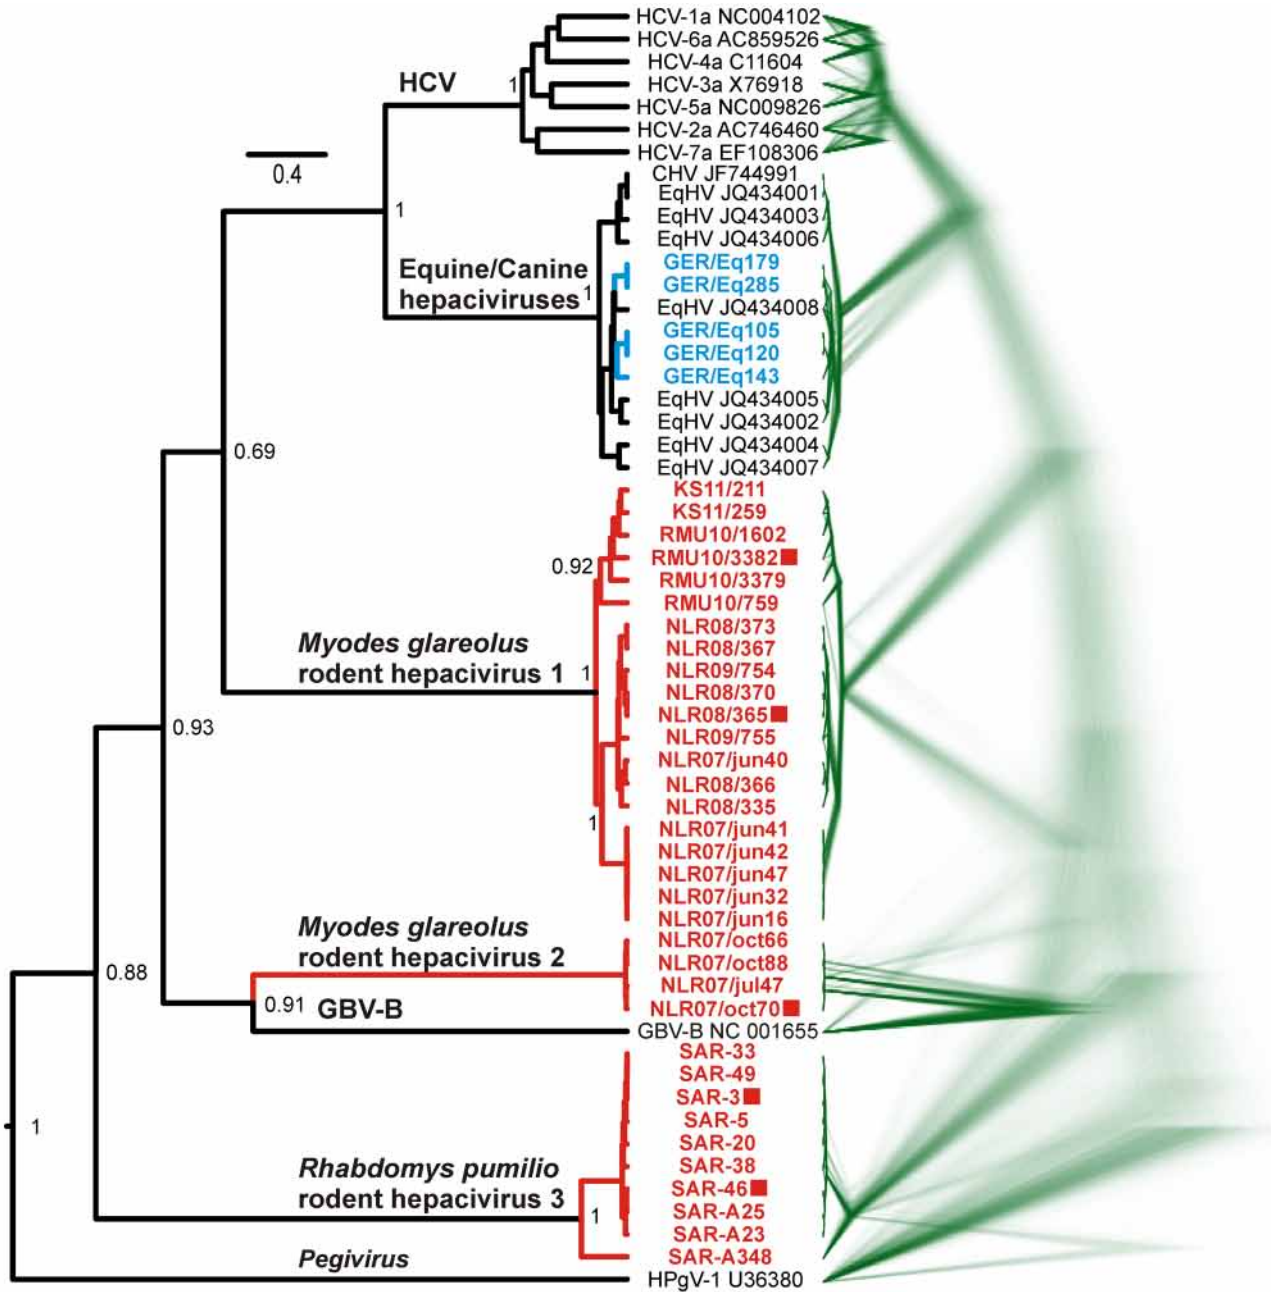 HCV-1a NC004102
HCV-6a AC859526
HCV-4a C11604
HCV
HCV-3a X76918
1
HCV-5a NC009826
HCV-2a AC746460
HCV-7a EF108306
0.4
CHV JF744991
EqHV JQ434001
1
EqHV JQ434003
EqHV JQ434006
Equine/Canine
hepaciviruses
1
GER/Eq179
GER/Eq285
EqHV JQ434008
GER/Eq105
GER/Eq120
GER/Eq143
EqHV JQ434005
EqHV JQ434002
0.69
EqHV JQ434004
EqHV JQ434007
KS11/211
KS11/259
RMU10/1602
0.92
RMU10/3382
RMU10/3379
RMU10/759
NLR08/373
Myodes glareolus
rodent hepacivirus 1
1
NLR08/367
NLR09/754
NLR08/370
NLR08/365
0.93
NLR09/755
NLR07/jun40
NLR08/366
NLR08/335
1
NLR07/jun41
NLR07/jun42
NLR07/jun47
NLR07/jun32
NLR07/jun16
Myodes glareolus
rodent hepacivirus 2
NLR07/oct66
NLR07/oct88
0.88
NLR07/jul47
0.91
GBV-B
NLR07/oct70
GBV-B NC 001655
SAR-33
SAR-49
SAR-3
1
SAR-5
SAR-20
Rhabdomys pumilio
rodent hepacivirus 3
SAR-38
SAR-46
1
SAR-A25
SAR-A23
Pegivirus
SAR-A348
HPgV-1 U36380